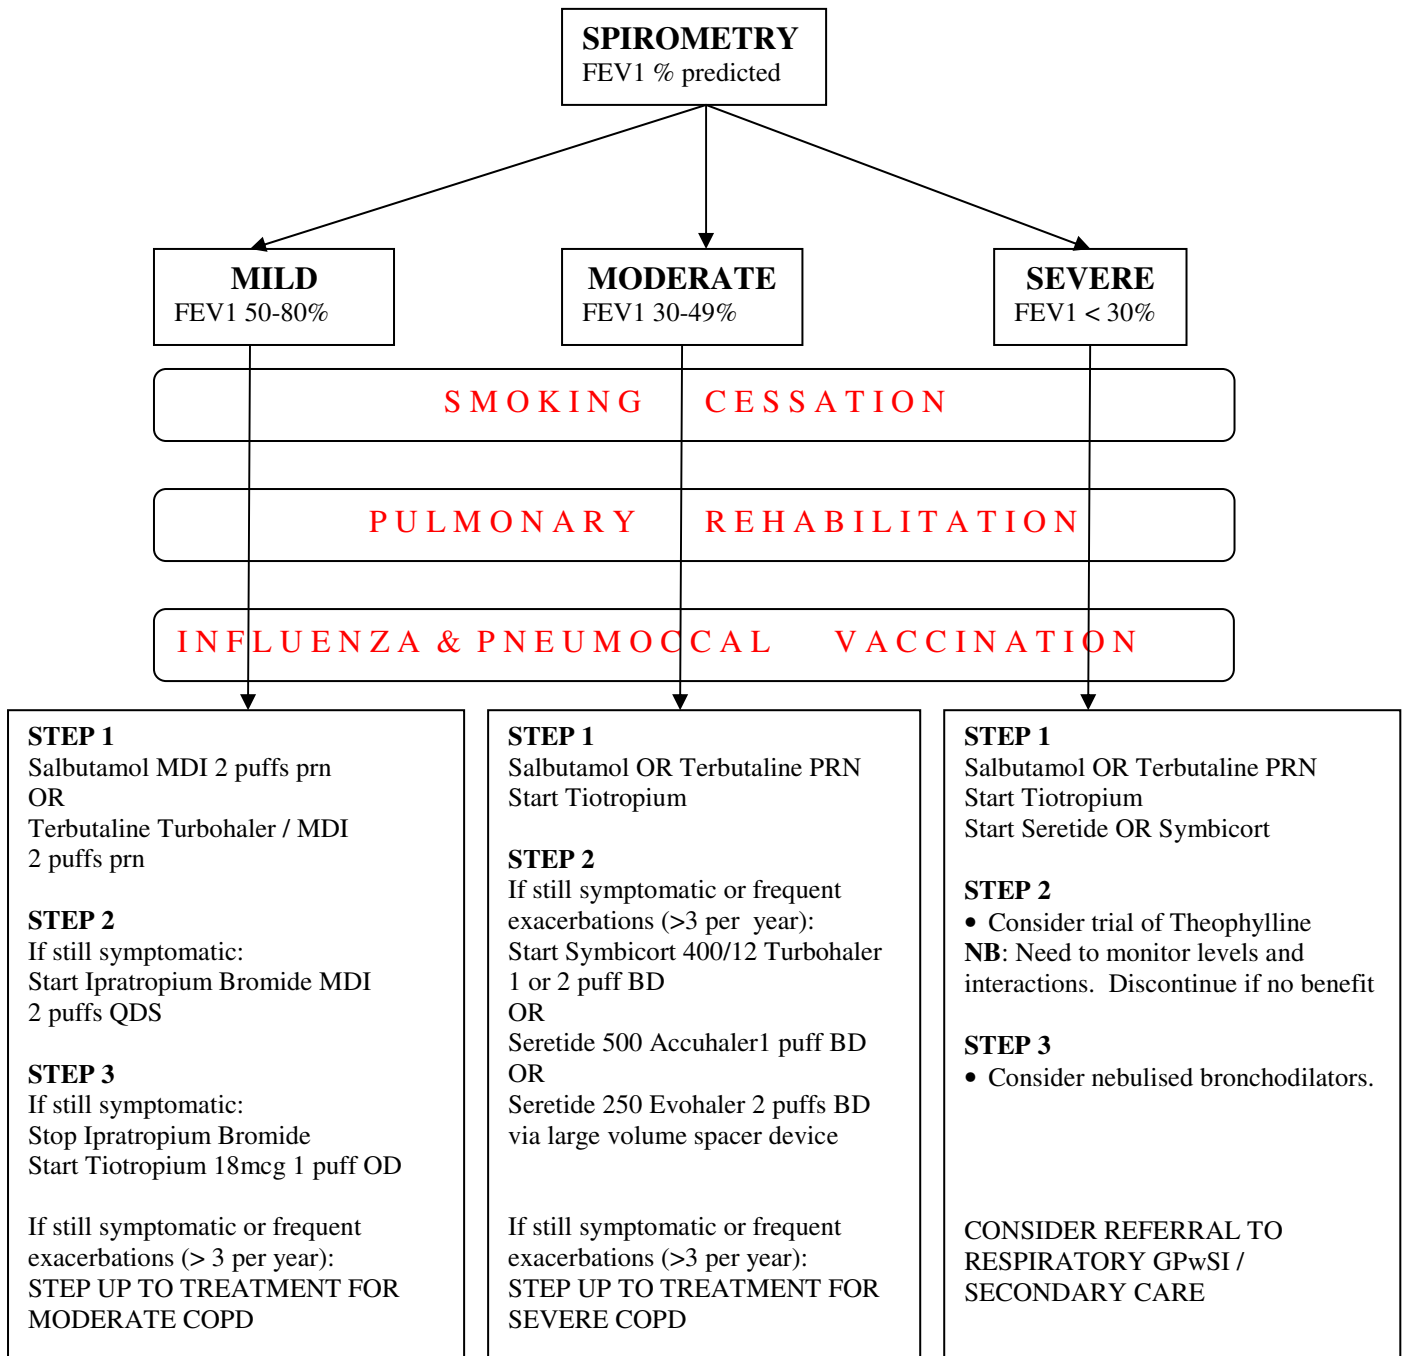 SPIROMETRY
FEV1 % predicted
MILD
FEV1 50-80%
MODERATE
FEV1 30-49%
SEVERE
FEV1 < 30%
SMOKING CESSATION
PULMONARY REHABILITATION
INFLUENZA & PNEUMOCCAL VACCINATION
STEP 1
Salbutamol MDI 2 puffs prn
OR
Terbutaline Turbohaler / MDI
2 puffs prn
STEP 2
If still symptomatic:
Start Ipratropium Bromide MDI
2 puffs QDS
STEP 3
If still symptomatic:
Stop Ipratropium Bromide
Start Tiotropium 18mcg 1 puff OD
If still symptomatic or frequent
exacerbations (> 3 per year):
STEP UP TO TREATMENT FOR
MODERATE COPD
STEP 1
Salbutamol OR Terbutaline PRN
Start Tiotropium
STEP 2
If still symptomatic or frequent
exacerbations (>3 per year):
Start Symbicort 400/12 Turbohaler
1 or 2 puff BD
OR
Seretide 500 Accuhaler1 puff BD
OR
Seretide 250 Evohaler 2 puffs BD
via large volume spacer device
If still symptomatic or frequent
exacerbations (>3 per year):
STEP UP TO TREATMENT FOR
SEVERE COPD
STEP 1
Salbutamol OR Terbutaline PRN
Start Tiotropium
Start Seretide OR Symbicort
STEP 2
• Consider trial of Theophylline
NB: Need to monitor levels and
interactions. Discontinue if no benefit
STEP 3
• Consider nebulised bronchodilators.
CONSIDER REFERRAL TO
RESPIRATORY GPwSI /
SECONDARY CARE